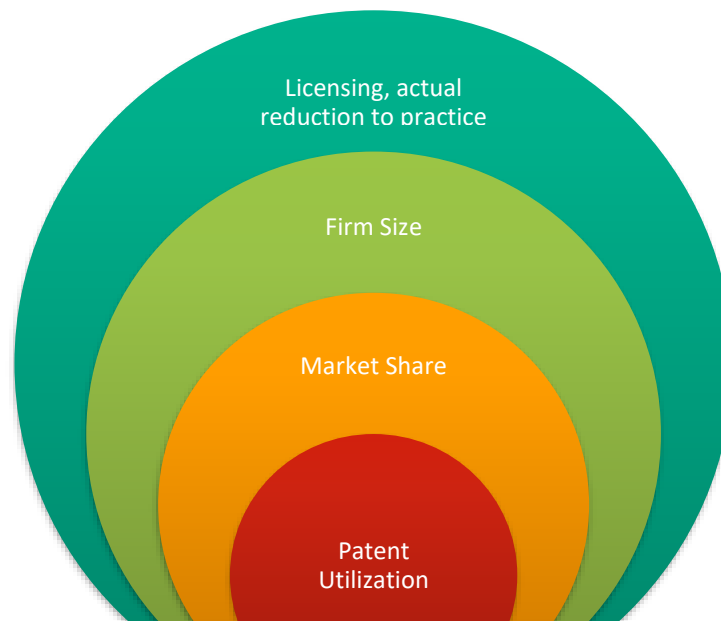 Licensing, actual
reduction to practice
Firm Size
Market Share
Patent
Utilization